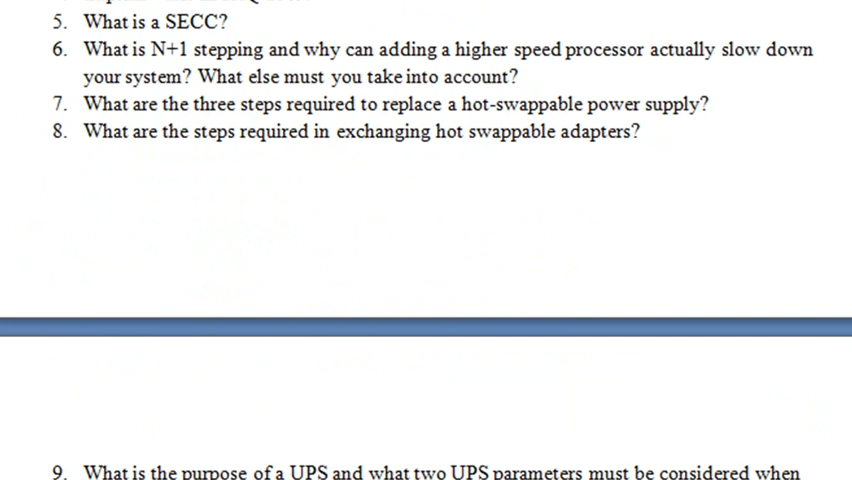 5. What is a SECC?
6. What is N+1 stepping and why can adding a higher speed processor actually slow down
your system? What else must you take into account?
7. What are the three steps required to replace a hot-swappable power supply?
8. What are the steps required in exchanging hot swappable adapters?
9. What is the purpose of a UPS and what two UPS parameters must be considered when